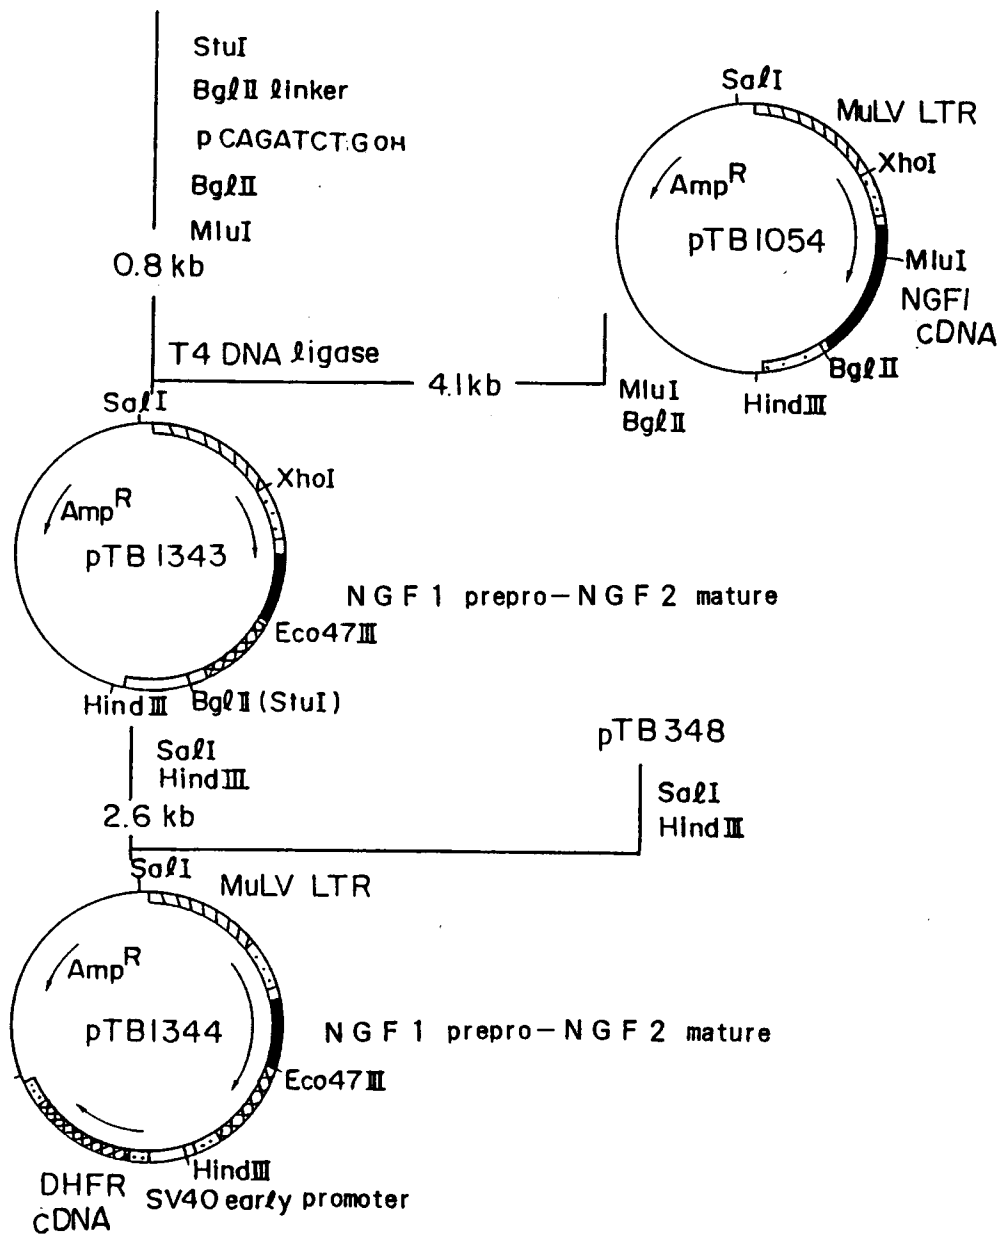 StuI
BglII linker
pCAGATCT:GOH
BglII
MluI
0.8 kb
T4 DNA ligase
4.1kb
MluI
BglII
SalI
MuLV LTR
XhoI
AmpR
pTB1054
MluI
NGF1
cDNA
BglII
HindIII
SalI
XhoI
AmpR
pTB1343
NGF1 prepro-NGF2 mature
Eco47III
HindIII
BglII (StuI)
SalI
HindIII
2.6 kb
pTB348
SalI
HindIII
SalI
MuLV LTR
AmpR
pTB1344
NGF1 prepro-NGF2 mature
Eco47III
HindIII
SV40 early promoter
DHFR
cDNA